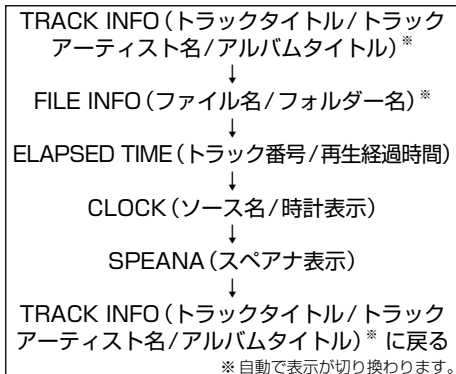 TRACK INFO（トラックタイトル/トラック
アーティスト名/アルバムタイトル）※
↓
FILE INFO（ファイル名/フォルダー名）※
↓
ELAPSED TIME（トラック番号/再生経過時間）
↓
CLOCK（ソース名/時計表示）
↓
SPEANA（スペアナ表示）
↓
TRACK INFO（トラックタイトル/トラック
アーティスト名/アルバムタイトル）※ に戻る
※ 自動で表示が切り換わります。